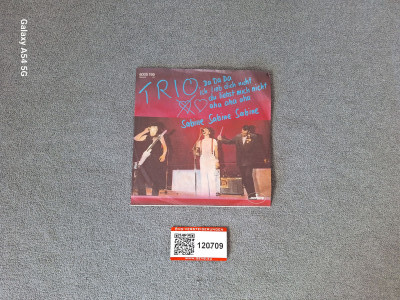 Galaxy A54 5G
TRIO
Da Da Da
ich lieb dich nicht
du liebst mich nicht
aha aha aha
Sabine Sabine Sabine
120709